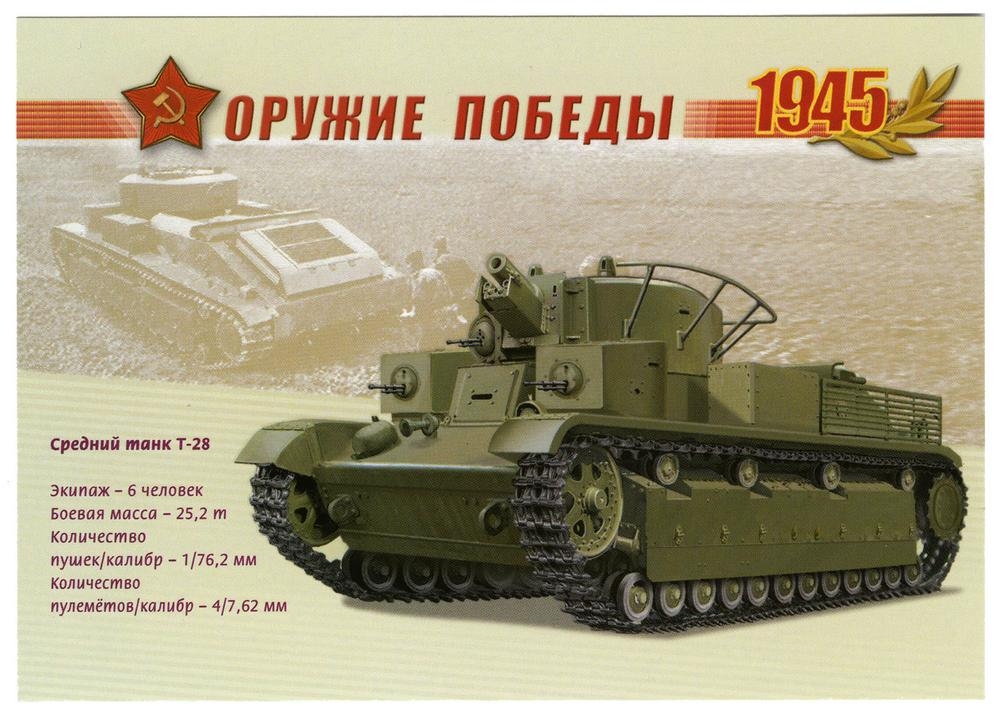 ОРУЖИЕ ПОБЕДЫ
1945
Средний танк Т-28
Экипаж – 6 человек
Боевая масса – 25,2 т
Количество
пушек/калибр – 1/76,2 мм
Количество
пулемётов/калибр – 4/7,62 мм